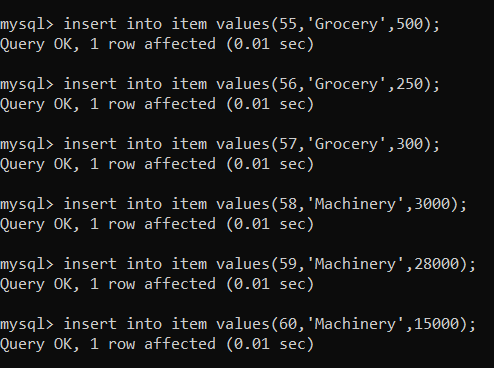 mysql> insert into item values(55,'Grocery',500);
Query OK, 1 row affected (0.01 sec)
mysql> insert into item values(56,'Grocery',250);
Query OK, 1 row affected (0.01 sec)
mysql> insert into item values(57,'Grocery',300);
Query OK, 1 row affected (0.01 sec)
mysql> insert into item values(58,'Machinery',3000);
Query OK, 1 row affected (0.01 sec)
mysql> insert into item values(59,'Machinery',28000);
Query OK, 1 row affected (0.01 sec)
mysql> insert into item values(60,'Machinery',15000);
Query OK, 1 row affected (0.01 sec)